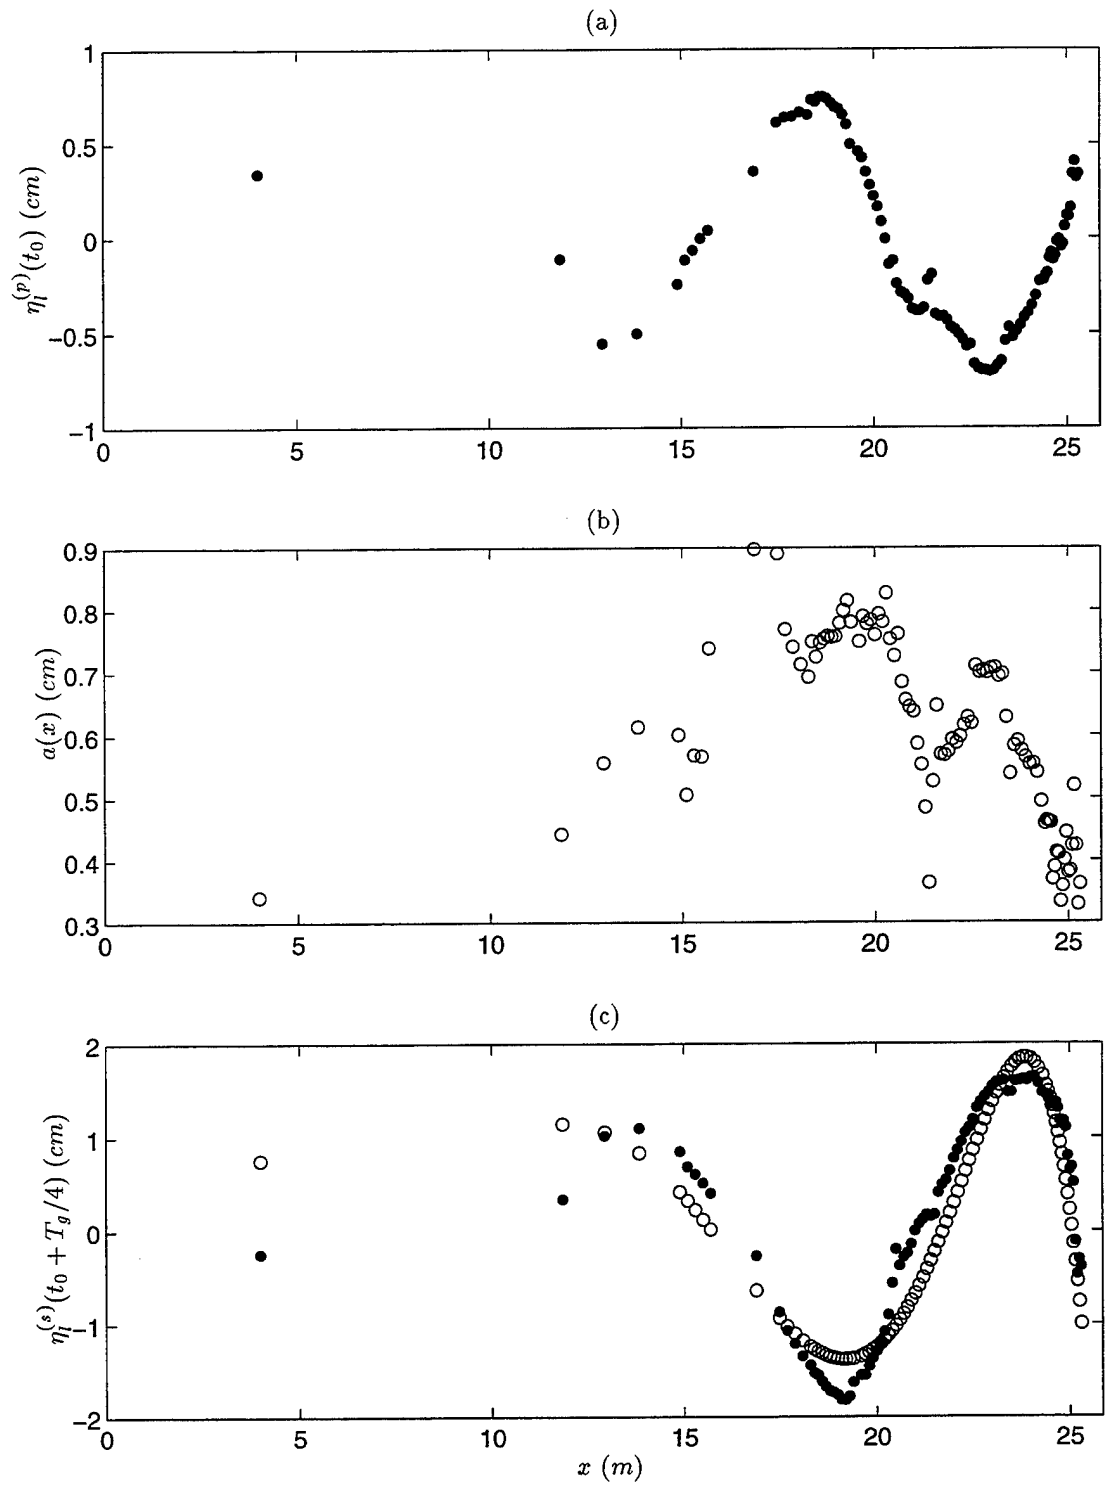 (a)
1
0.5
0
−0.5
−1
η_l^(p)(t_0) (cm)
0 5 10 15 20 25
(b)
0.9
0.8
0.7
0.6
0.5
0.4
0.3
a(x) (cm)
0 5 10 15 20 25
(c)
2
1
0
−1
−2
η_l^(s)(t_0 + T_g/4) (cm)
0 5 10 15 20 25
x (m)